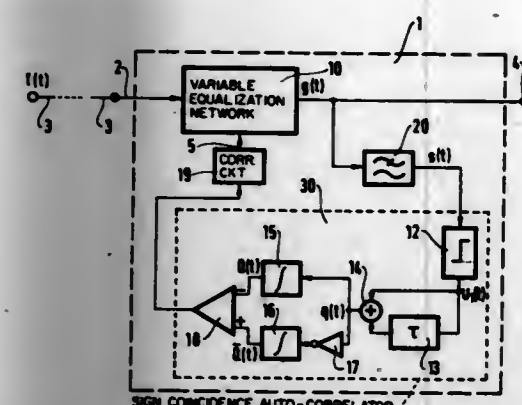 1
f(t)
2
3
3
VARIABLE
EQUALIZATION
NETWORK
10
g(t)
4
5
19
CORR.
CKT
20
s(t)
30
12
15
Q(t)
14
q(t)
16
Q̅(t)
17
18
τ
13
SIGN COINCIDENCE AUTO-CORRELATOR